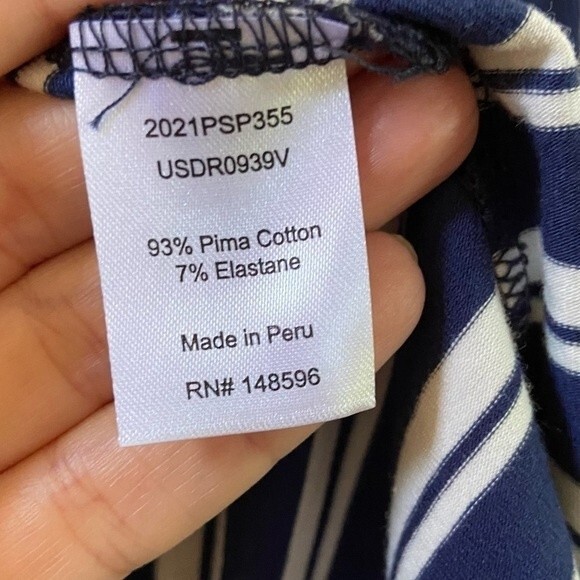 2021PSP355
USDR0939V
93% Pima Cotton
7% Elastane
Made in Peru
RN# 148596